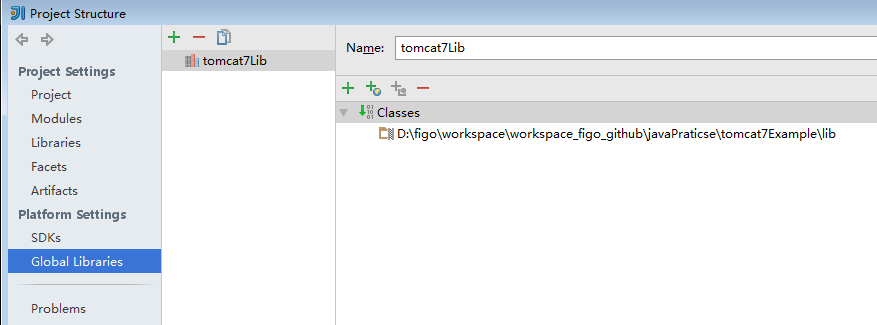 Project Structure
Project Settings
Project
Modules
Libraries
Facets
Artifacts
Platform Settings
SDKs
Global Libraries
Problems
tomcat7Lib
Name: tomcat7Lib
Classes
D:\figo\workspace\workspace_figo_github\javaPraticse\tomcat7Example\lib